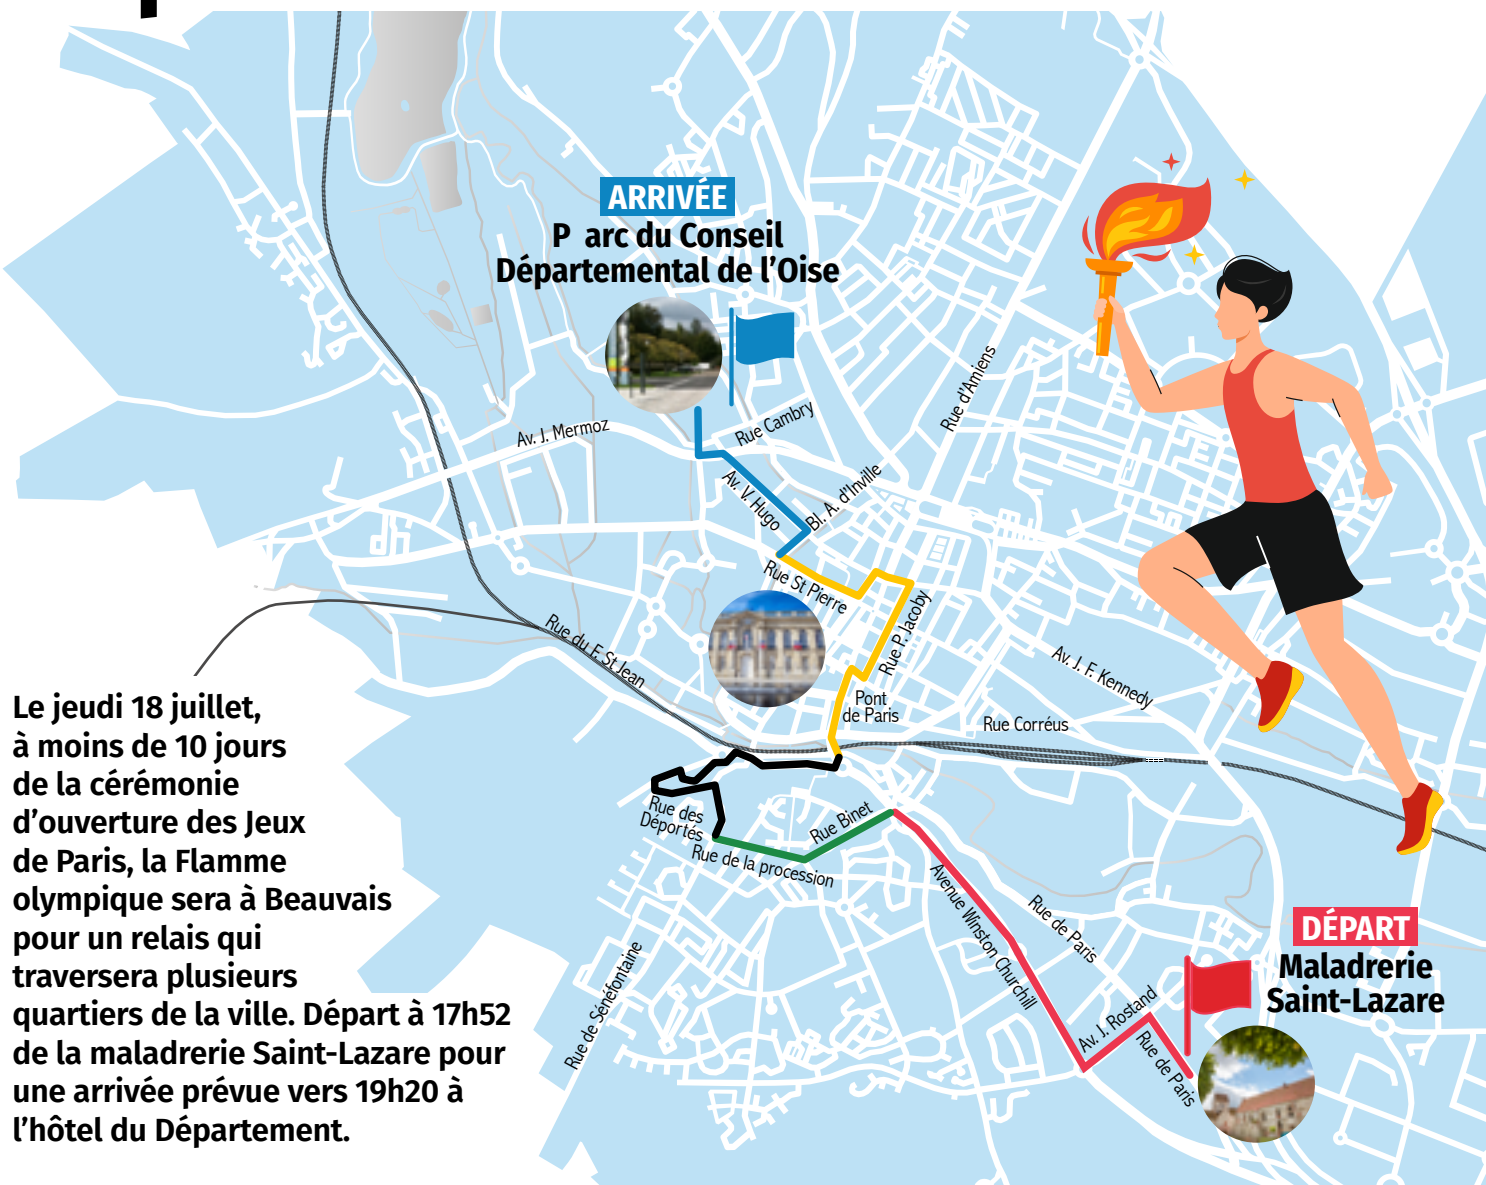 ARRIVÉE
P arc du Conseil
Départemental de l'Oise
Rue d'Amiens
Rue Cambry
Av. J. Mermoz
Av. V. Hugo
Bl. A. d'Inville
Rue St Pierre
Rue P. Jacoby
Rue du F. St Jean
Av. J. F. Kennedy
Pont
de Paris
Rue Corréus
Rue des
Déportés
Rue Binet
Rue de la procession
Avenue Winston Churchill
Rue de Paris
Rue de Sénéfontaine
Av. J. Rostand
Rue de Paris
DÉPART
Maladrerie
Saint-Lazare
Le jeudi 18 juillet,
à moins de 10 jours
de la cérémonie
d'ouverture des Jeux
de Paris, la Flamme
olympique sera à Beauvais
pour un relais qui
traversera plusieurs
quartiers de la ville. Départ à 17h52
de la maladrerie Saint-Lazare pour
une arrivée prévue vers 19h20 à
l'hôtel du Département.